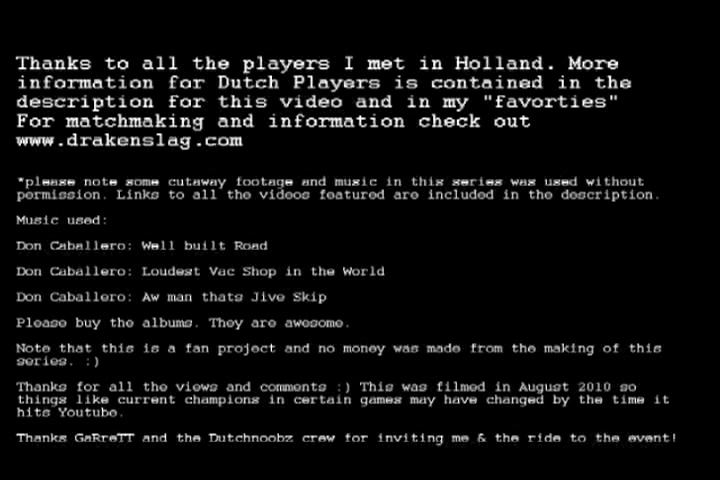 Thanks to all the players I met in Holland. More
information for Dutch Players is contained in the
description for this video and in my "favorties"
For matchmaking and information check out
www.drakenslag.com
*please note some cutaway footage and music in this series was used without
permission. Links to all the videos featured are included in the description.
Music used:
Don Caballero: Well built Road
Don Caballero: Loudest Vac Shop in the World
Don Caballero: Aw man thats Jive Skip
Please buy the albums. They are awesome.
Note that this is a fan project and no money was made from the making of this
series. :)
Thanks for all the views and comments :) This was filmed in August 2010 so
things like current champions in certain games may have changed by the time it
hits Youtube.
Thanks GaRreTT and the Dutchnoobz crew for inviting me & the ride to the event!